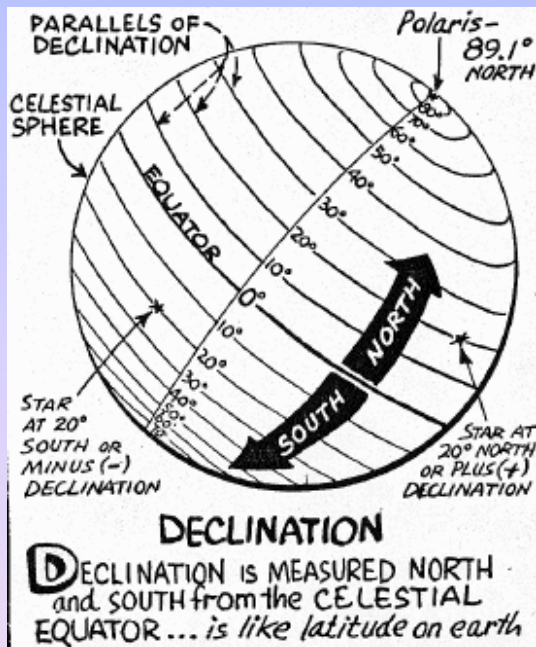 PARALLELS OF
DECLINATION
Polaris—
89.1°
NORTH
CELESTIAL
SPHERE
EQUATOR
80°
70°
60°
50°
40°
30°
20°
10°
0°
10°
20°
30°
40°
50°
NORTH
SOUTH
STAR
AT 20°
SOUTH OR
MINUS (-)
DECLINATION
STAR AT
20° NORTH
OR PLUS (+)
DECLINATION
DECLINATION
DECLINATION IS MEASURED NORTH
and SOUTH from the CELESTIAL
EQUATOR... is like latitude on earth